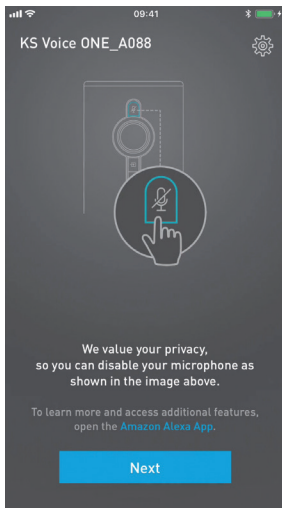 09:41
KS Voice ONE_A088
We value your privacy,
so you can disable your microphone as
shown in the image above.
To learn more and access additional features,
open the Amazon Alexa App.
Next